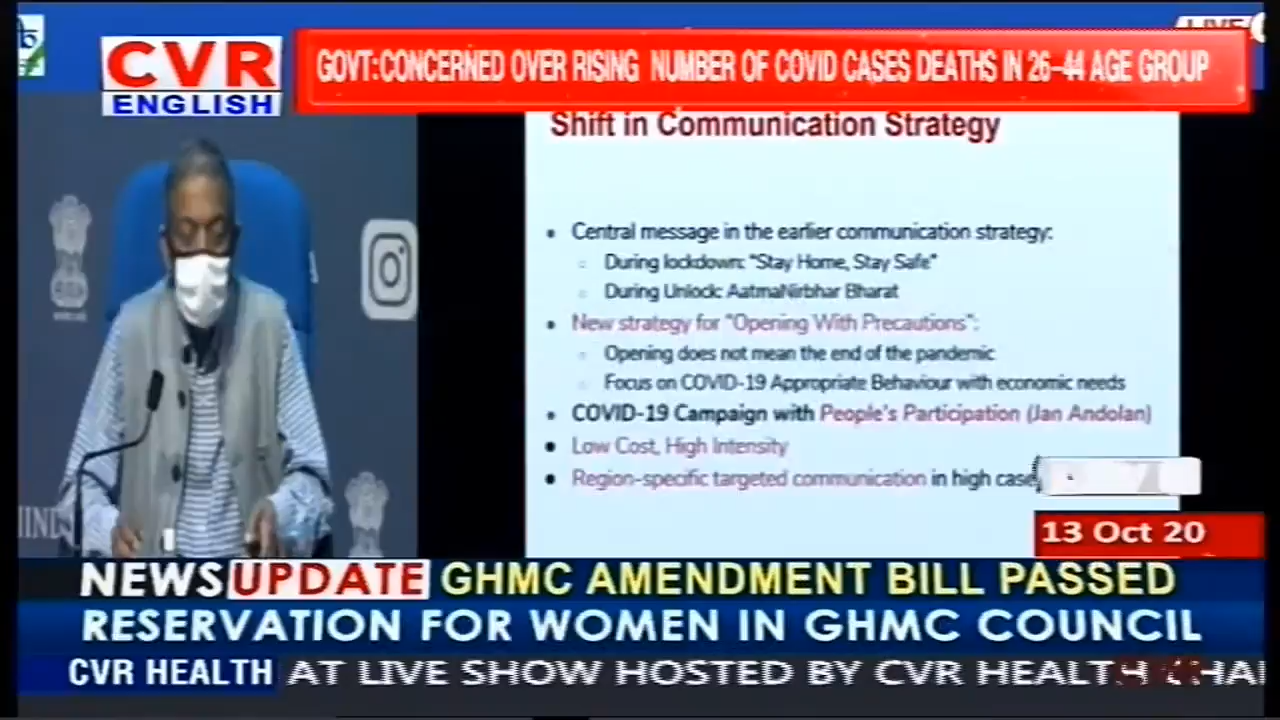 LIVE
CVR
ENGLISH
GOVT:CONCERNED OVER RISING NUMBER OF COVID CASES DEATHS IN 26-44 AGE GROUP
Shift in Communication Strategy
• Central message in the earlier communication strategy:
During lockdown: "Stay Home, Stay Safe"
During Unlock: AatmaNirbhar Bharat
• New strategy for "Opening With Precautions":
Opening does not mean the end of the pandemic
Focus on COVID-19 Appropriate Behaviour with economic needs
• COVID-19 Campaign with People's Participation (Jan Andolan)
• Low Cost, High Intensity
• Region-specific targeted communication in high case
13 Oct 20
NEWS UPDATE GHMC AMENDMENT BILL PASSED
RESERVATION FOR WOMEN IN GHMC COUNCIL
CVR HEALTH AT LIVE SHOW HOSTED BY CVR HEALTH